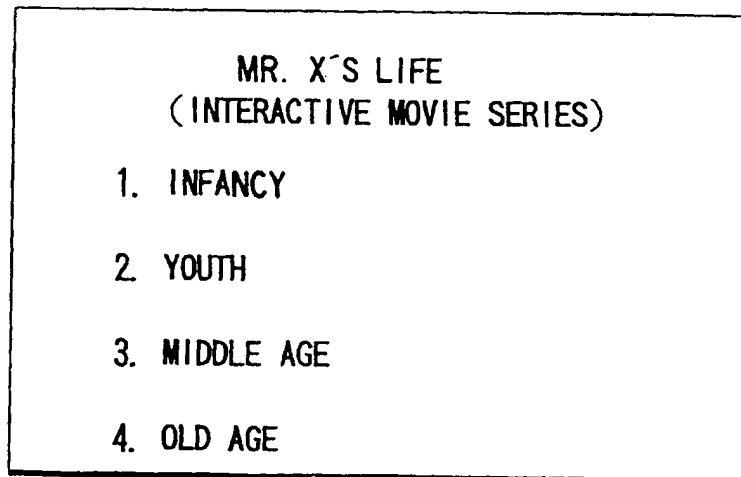 MR. X´S LIFE
(INTERACTIVE MOVIE SERIES)
1. INFANCY
2. YOUTH
3. MIDDLE AGE
4. OLD AGE